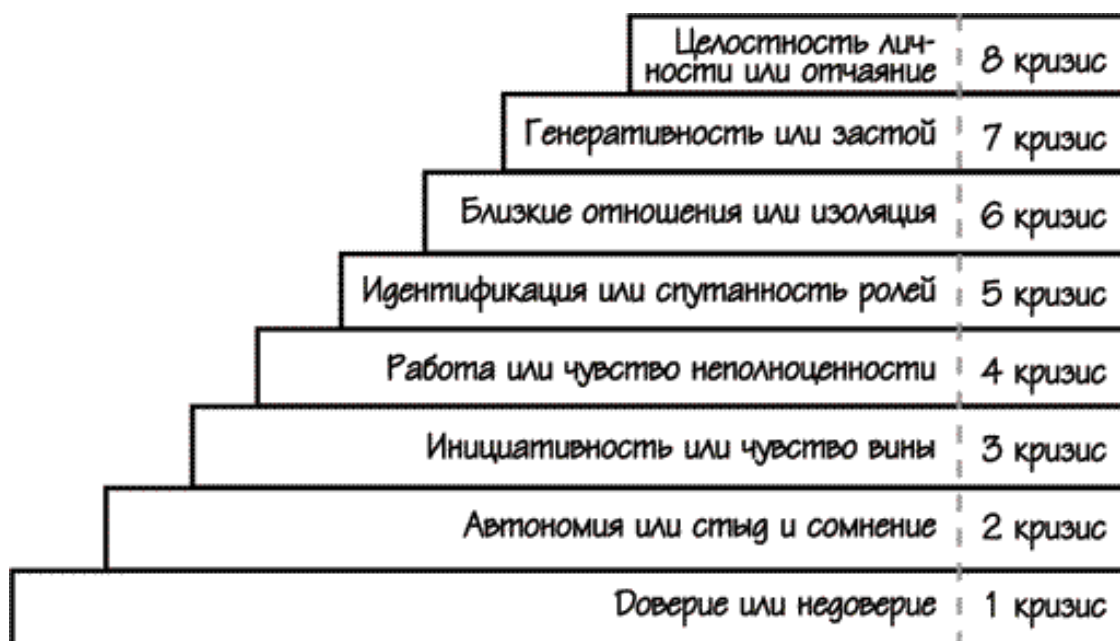 Целостность лич-
ности или отчаяние 8 кризис
Генеративность или застой 7 кризис
Близкие отношения или изоляция 6 кризис
Идентификация или спутанность ролей 5 кризис
Работа или чувство неполноценности 4 кризис
Инициативность или чувство вины 3 кризис
Автономия или стыд и сомнение 2 кризис
Доверие или недоверие 1 кризис